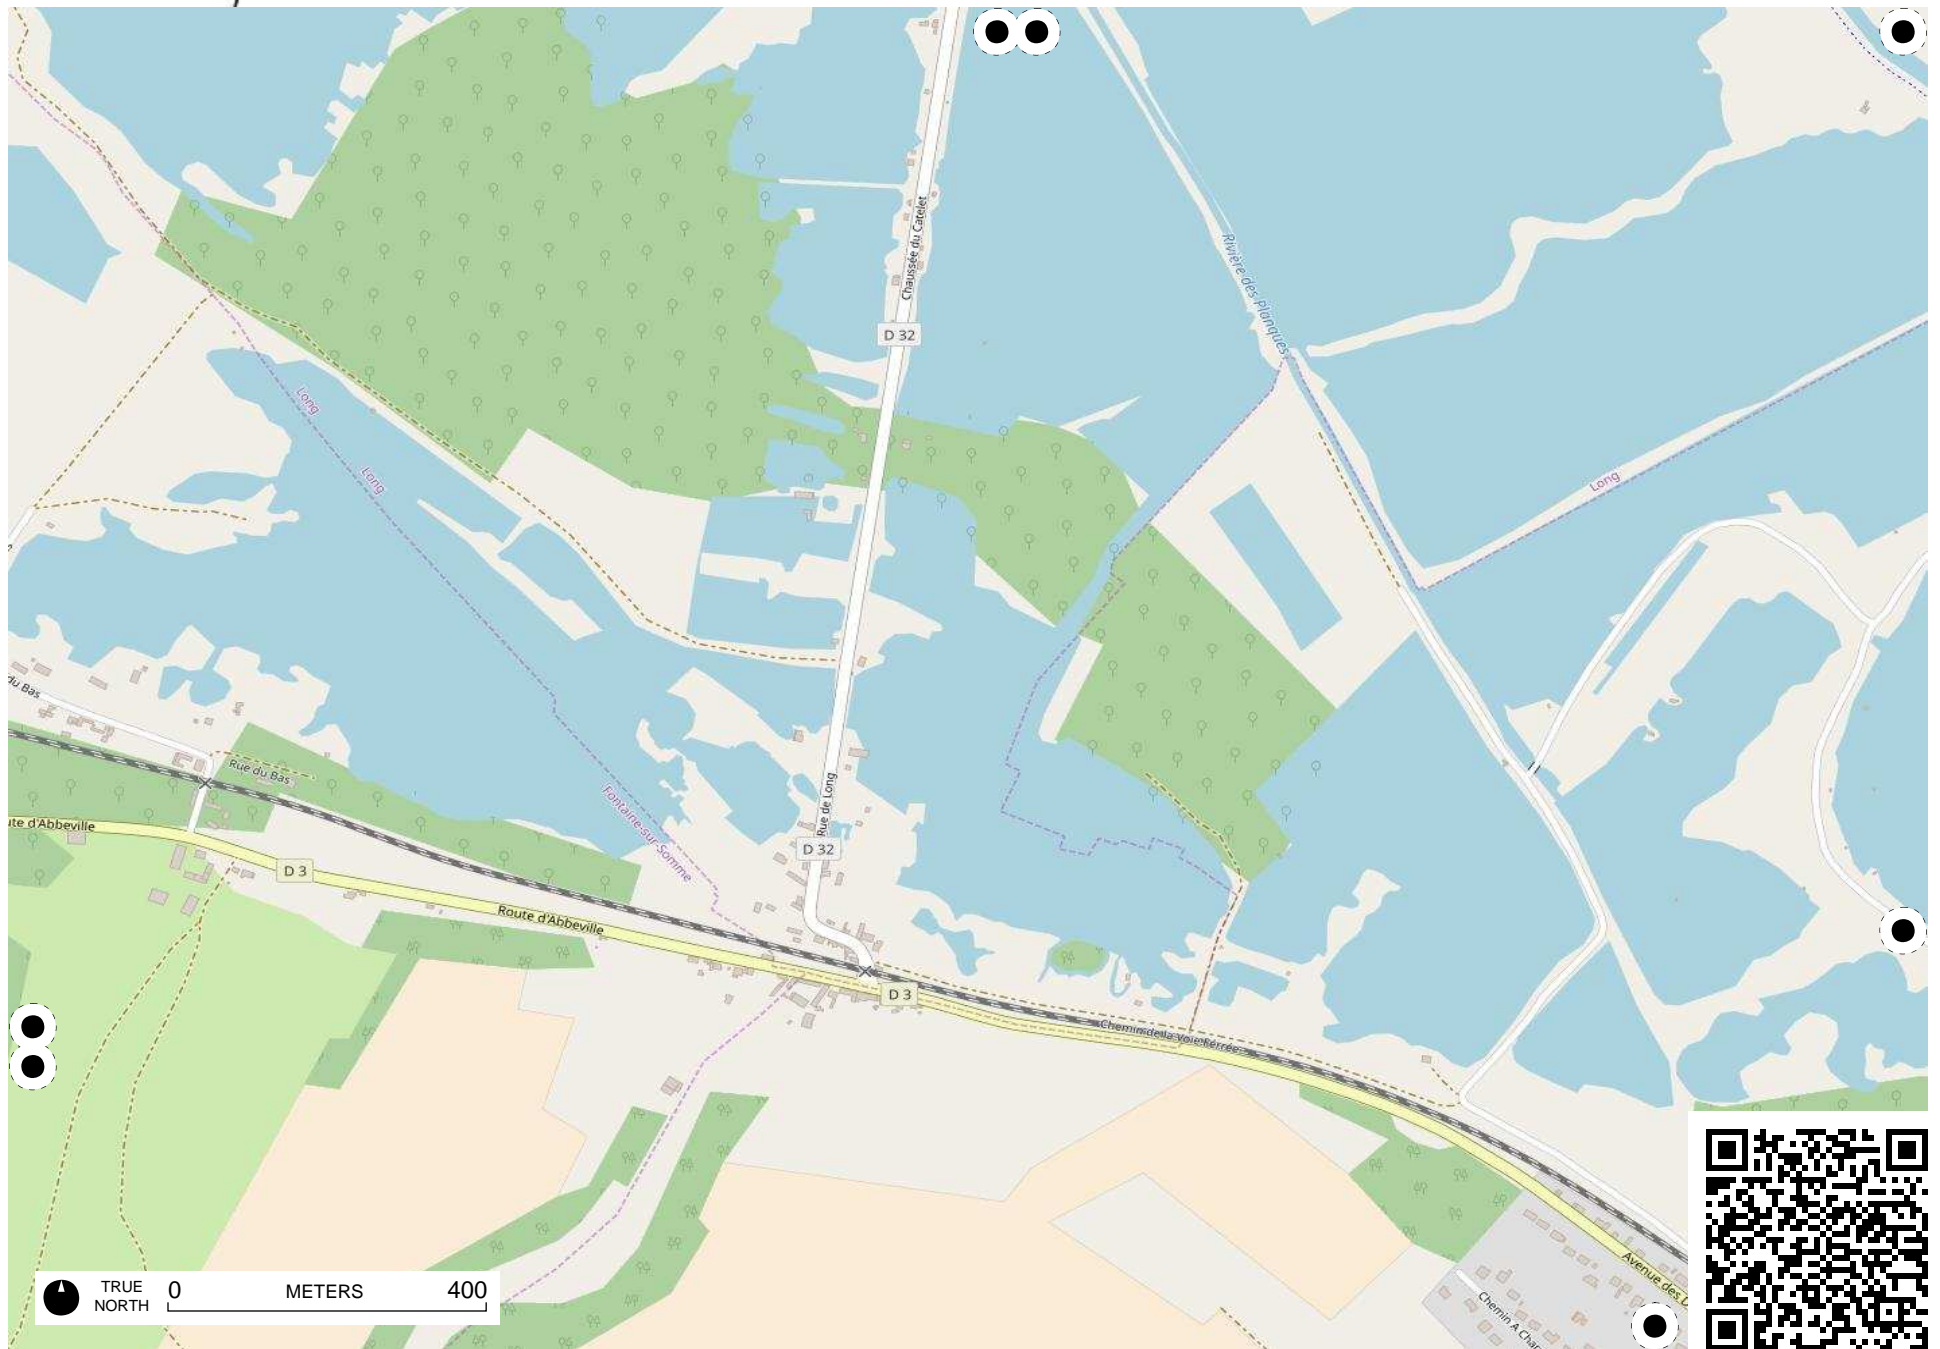 Chaussée du Catelet
Rivière des Planques
D 32
Long
Long
Long
du Bas
Rue du Bas
Rue de Long
Fontaine-sur-Somme
D 32
ute d'Abbeville
D 3
Route d'Abbeville
D 3
Chemin de la Voie Ferrée
Avenue des D
Chemin A Char
TRUE
NORTH
0 METERS 400